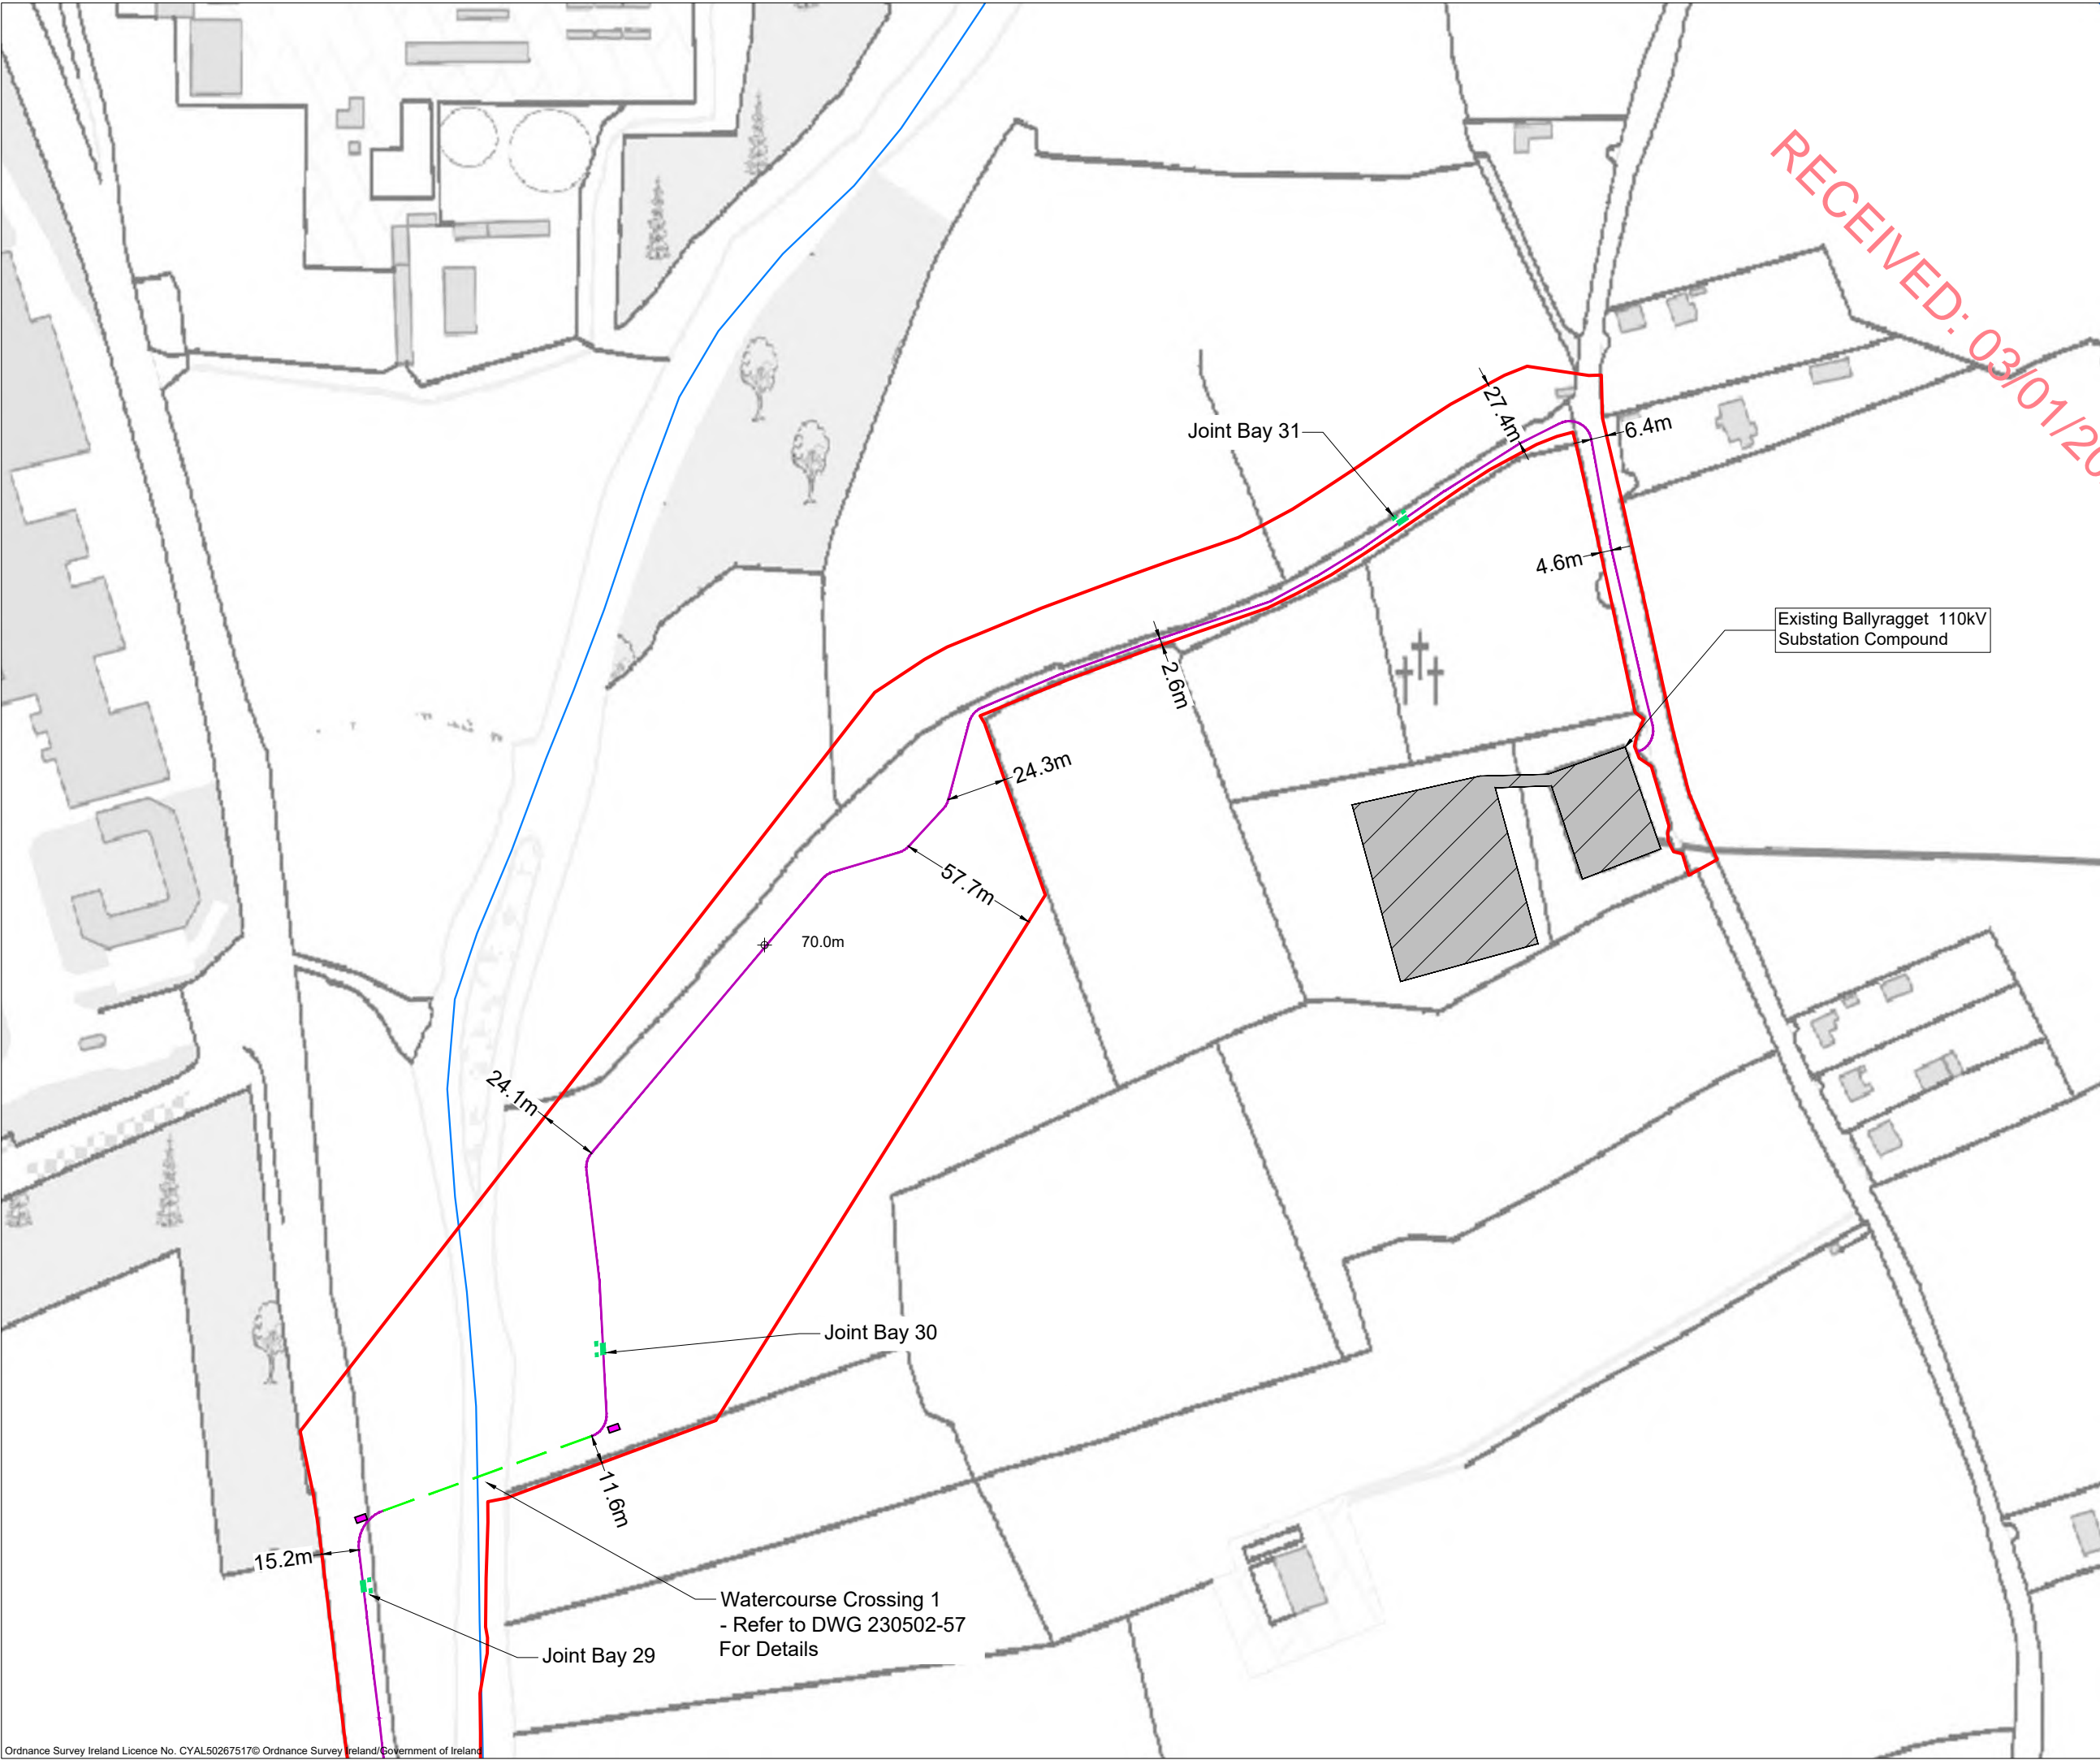 RECEIVED: 03/01/20
27.4m
6.4m
Joint Bay 31
4.6m
Existing Ballyragget 110kV
Substation Compound
2.6m
24.3m
57.7m
70.0m
24.1m
Joint Bay 30
11.6m
15.2m
Watercourse Crossing 1
- Refer to DWG 230502-57
For Details
Joint Bay 29
Ordnance Survey Ireland Licence No. CYAL50267517© Ordnance Survey Ireland/Government of Ireland